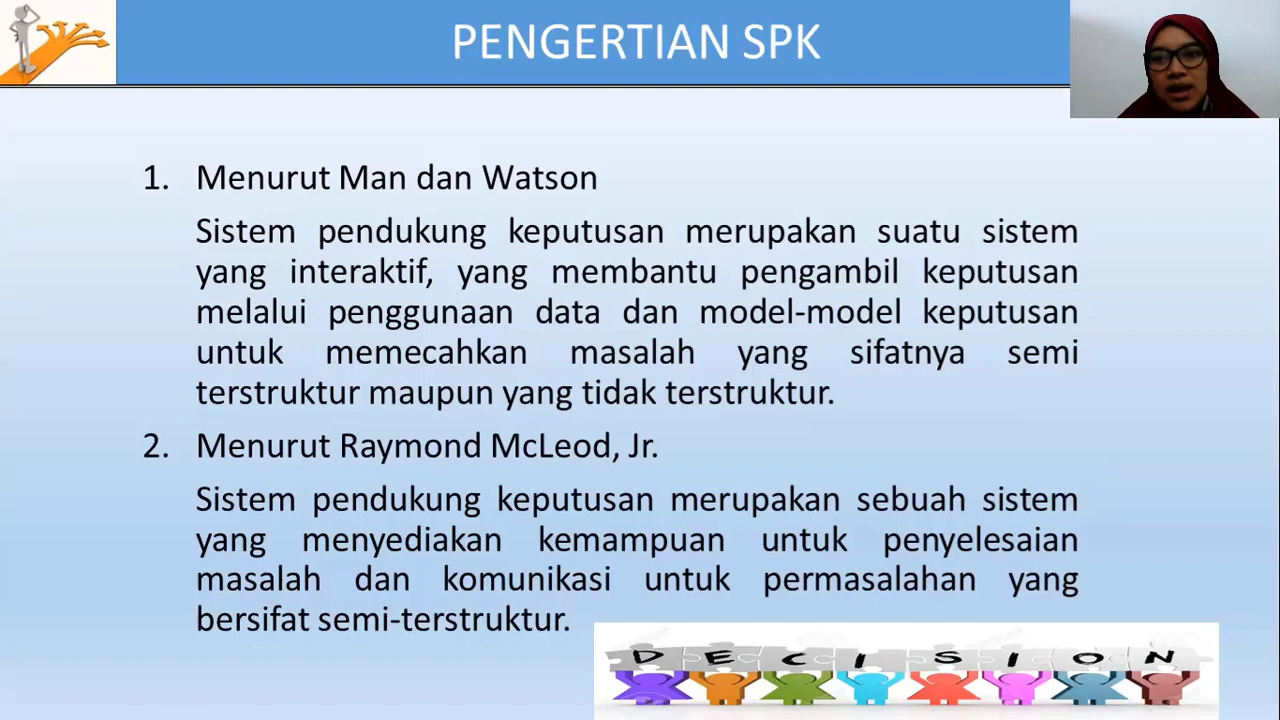 PENGERTIAN SPK
1. Menurut Man dan Watson
Sistem pendukung keputusan merupakan suatu sistem
yang interaktif, yang membantu pengambil keputusan
melalui penggunaan data dan model-model keputusan
untuk memecahkan masalah yang sifatnya semi
terstruktur maupun yang tidak terstruktur.
2. Menurut Raymond McLeod, Jr.
Sistem pendukung keputusan merupakan sebuah sistem
yang menyediakan kemampuan untuk penyelesaian
masalah dan komunikasi untuk permasalahan yang
bersifat semi-terstruktur.
DECISION